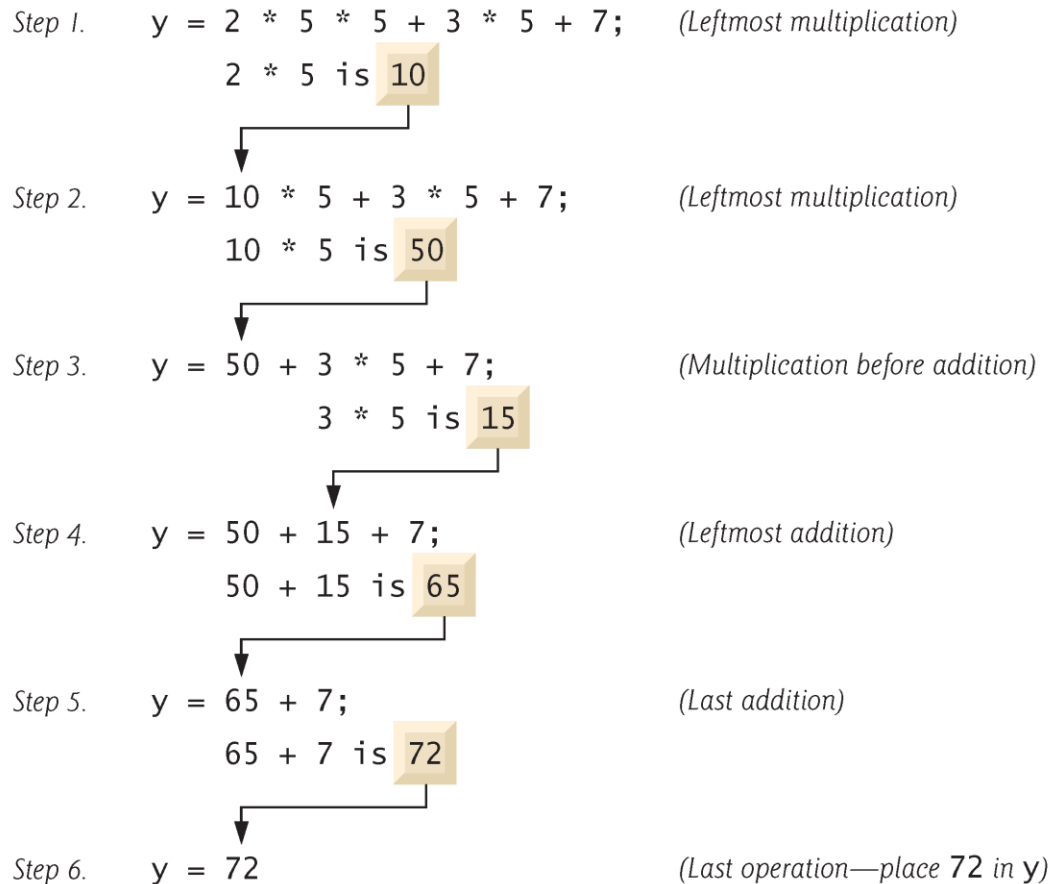 Step 1. y = 2 * 5 * 5 + 3 * 5 + 7; (Leftmost multiplication)
2 * 5 is 10
Step 2. y = 10 * 5 + 3 * 5 + 7; (Leftmost multiplication)
10 * 5 is 50
Step 3. y = 50 + 3 * 5 + 7; (Multiplication before addition)
3 * 5 is 15
Step 4. y = 50 + 15 + 7; (Leftmost addition)
50 + 15 is 65
Step 5. y = 65 + 7; (Last addition)
65 + 7 is 72
Step 6. y = 72 (Last operation—place 72 in y)